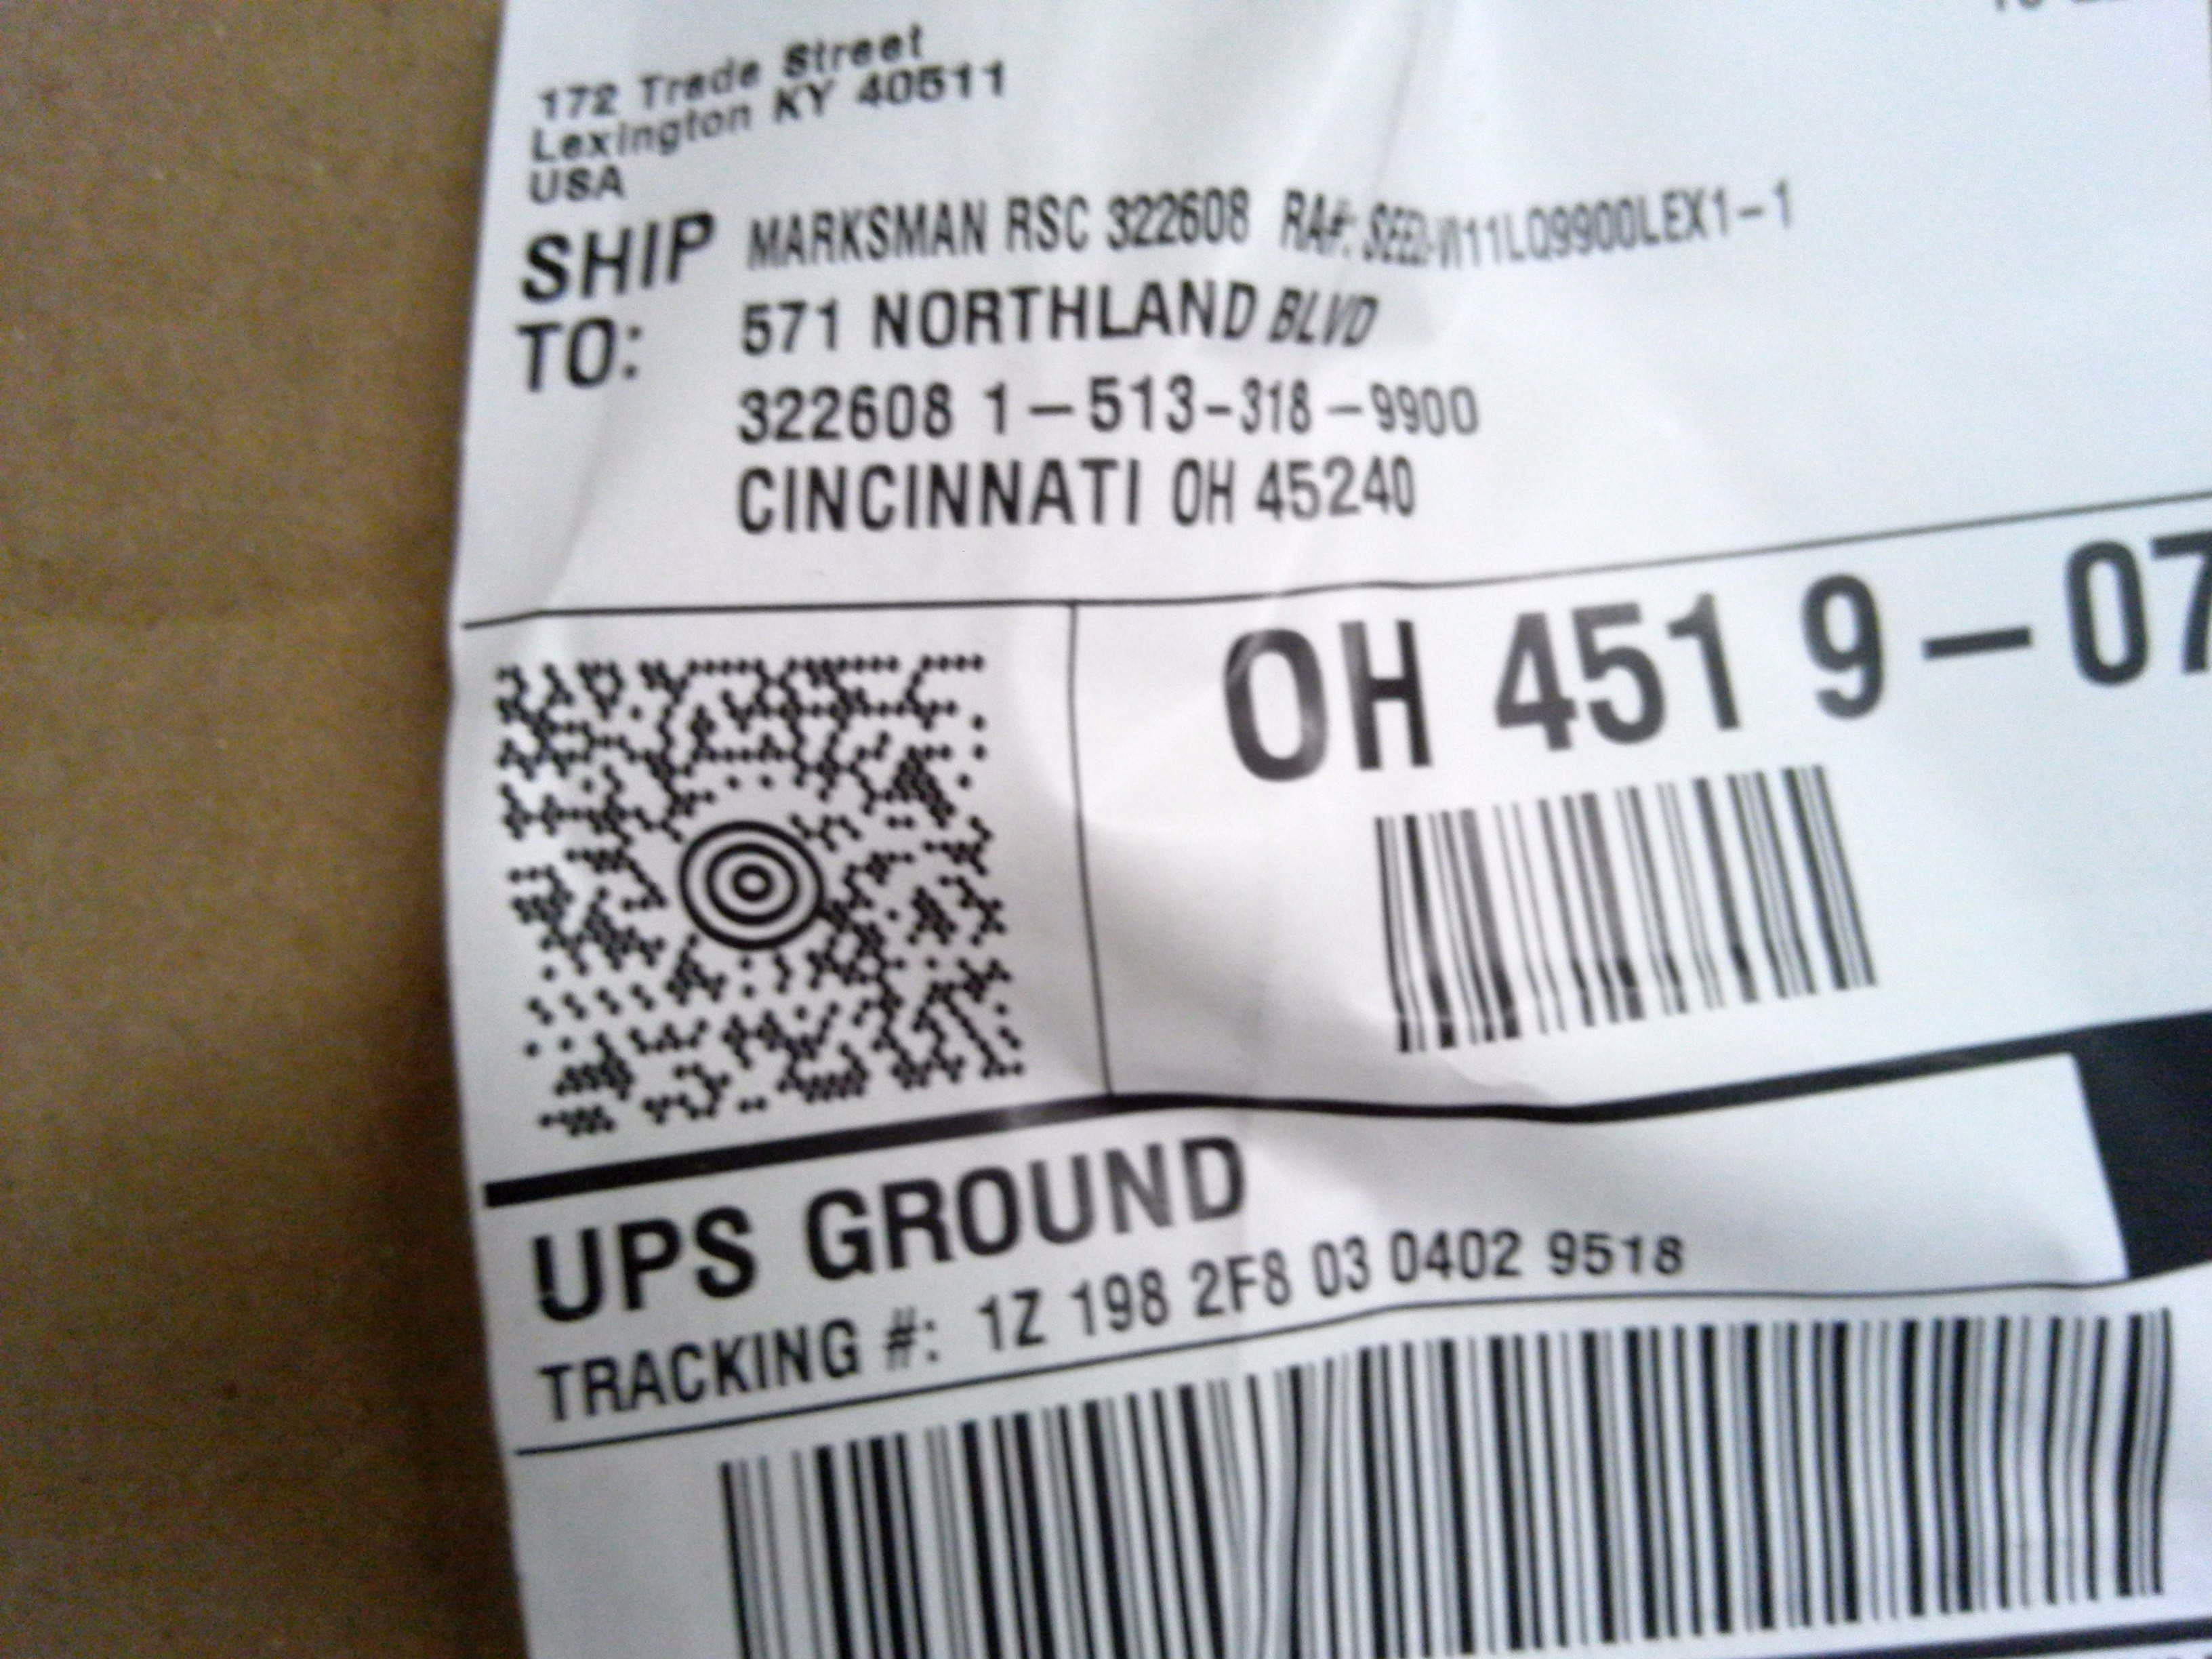 172 Trade Street
Lexington KY 40511
USA
SHIP TO:
MARKSMAN RSC 322608 RA#:
571 NORTHLAND BLVD
322608 1-513-318-9900
CINCINNATI OH 45240
OH 451 9-07
UPS GROUND
TRACKING #: 1Z 198 2F8 03 0402 9518